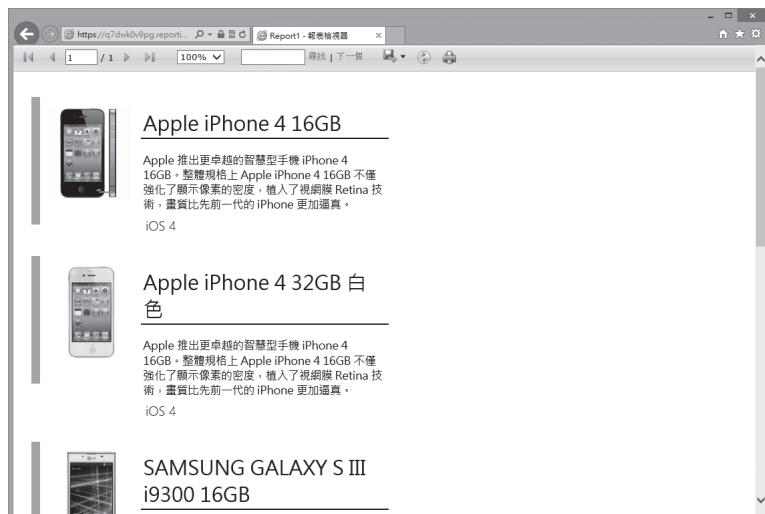 https://q7dwk0v9pg.reporti...
Report1 - 報表檢視器
1 / 1
100%
尋找 | 下一個
Apple iPhone 4 16GB
Apple 推出更卓越的智慧型手機 iPhone 4
16GB。整體規格上 Apple iPhone 4 16GB 不僅
強化了顯示像素的密度，植入了視網膜 Retina 技
術，畫質比先前一代的 iPhone 更加逼真。
iOS 4
Apple iPhone 4 32GB 白
色
Apple 推出更卓越的智慧型手機 iPhone 4
16GB。整體規格上 Apple iPhone 4 16GB 不僅
強化了顯示像素的密度，植入了視網膜 Retina 技
術，畫質比先前一代的 iPhone 更加逼真。
iOS 4
SAMSUNG GALAXY S III
i9300 16GB